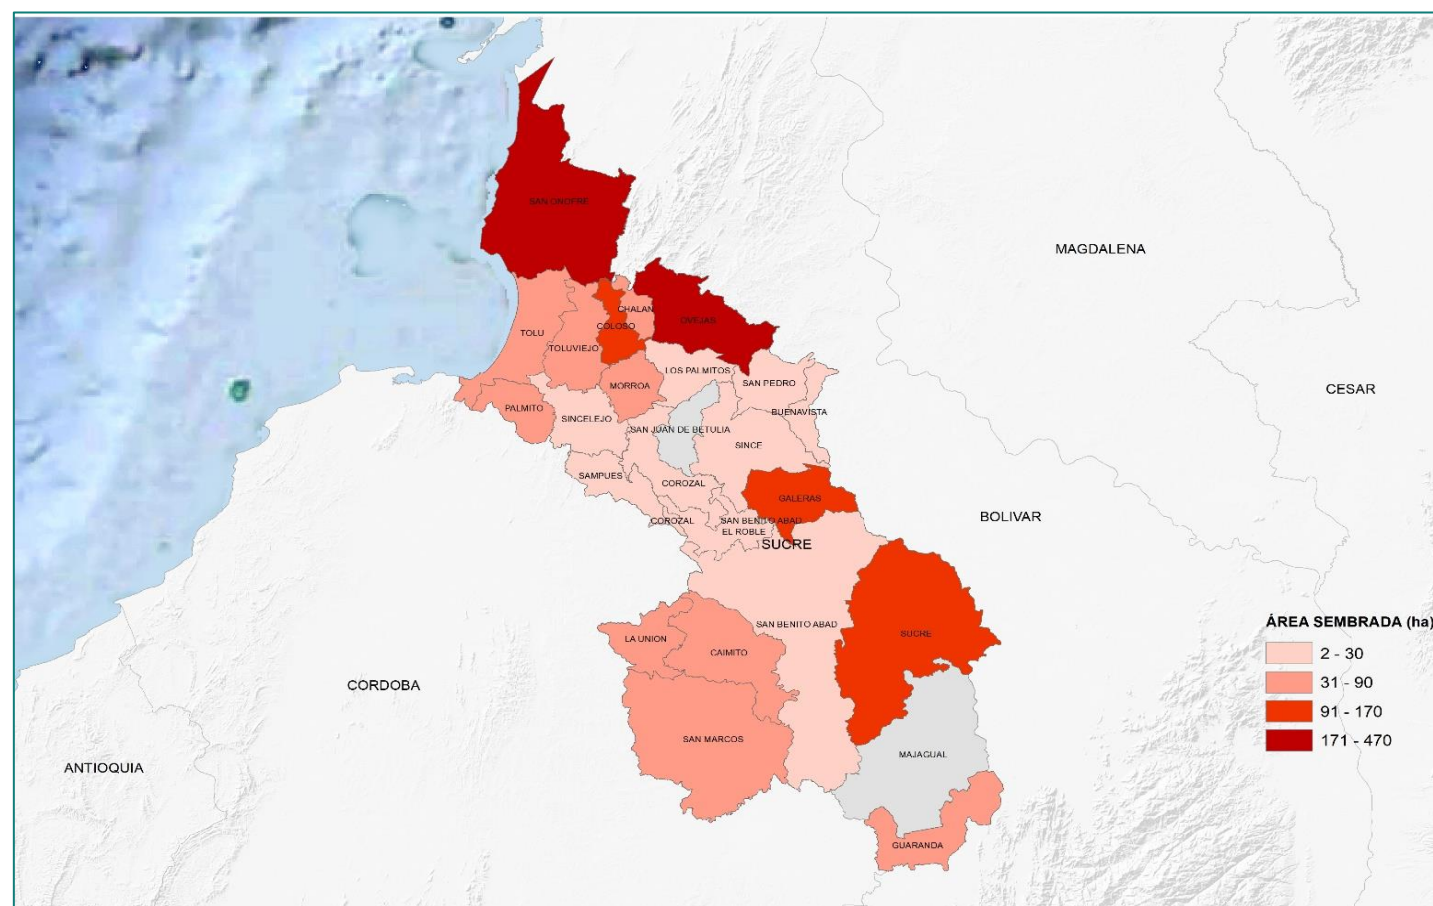 SAN ONOFRE
MAGDALENA
CHALAN
OVEJAS
COLOSO
TOLU
TOLUVIEJO
LOS PALMITOS
SAN PEDRO
MORROA
CESAR
PALMITO
BUENAVISTA
SINCELEJO
SAN JUAN DE BETULIA
SINCE
SAMPUES
COROZAL
GALERAS
BOLIVAR
COROZAL
SAN BENITO ABAD
EL ROBLE
SUCRE
SAN BENITO ABAD
SUCRE
LA UNION
CAIMITO
CORDOBA
SAN MARCOS
MAJAGUAL
ANTIOQUIA
GUARANDA
ÁREA SEMBRADA (ha)
2 - 30
31 - 90
91 - 170
171 - 470